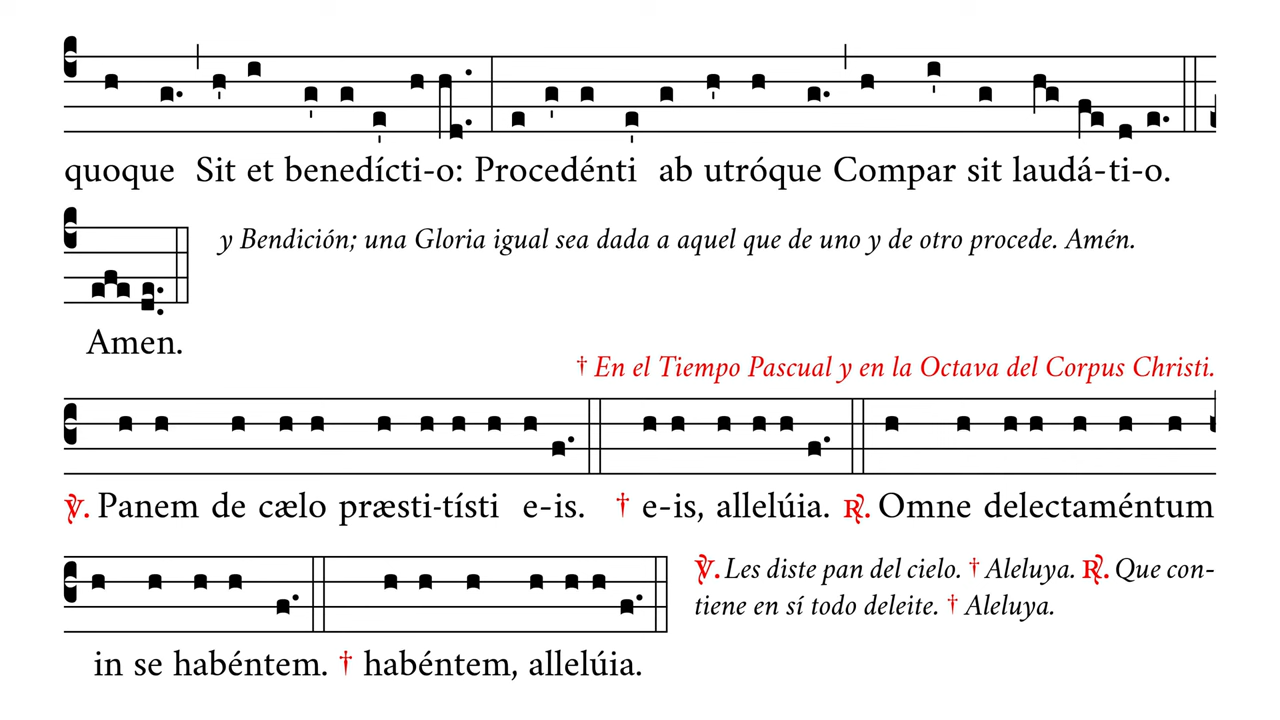 quoque Sit et benedícti-o: Procedénti ab utróque Compar sit laudá-ti-o.
y Bendición; una Gloria igual sea dada a aquel que de uno y de otro procede. Amén.
Amen.
† En el Tiempo Pascual y en la Octava del Corpus Christi.
℣. Panem de cælo præsti-tísti e-is. † e-is, allelúia. ℟. Omne delectaméntum
℣. Les diste pan del cielo. † Aleluya. ℟. Que con-
tiene en sí todo deleite. † Aleluya.
in se habéntem. † habéntem, allelúia.